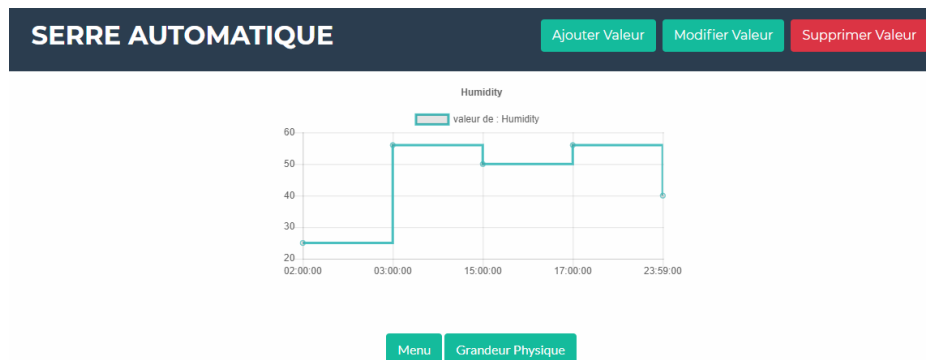 SERRE AUTOMATIQUE
Ajouter Valeur
Modifier Valeur
Supprimer Valeur
Humidity
valeur de : Humidity
60
50
40
30
20
02:00:00
03:00:00
15:00:00
17:00:00
23:59:00
Menu
Grandeur Physique